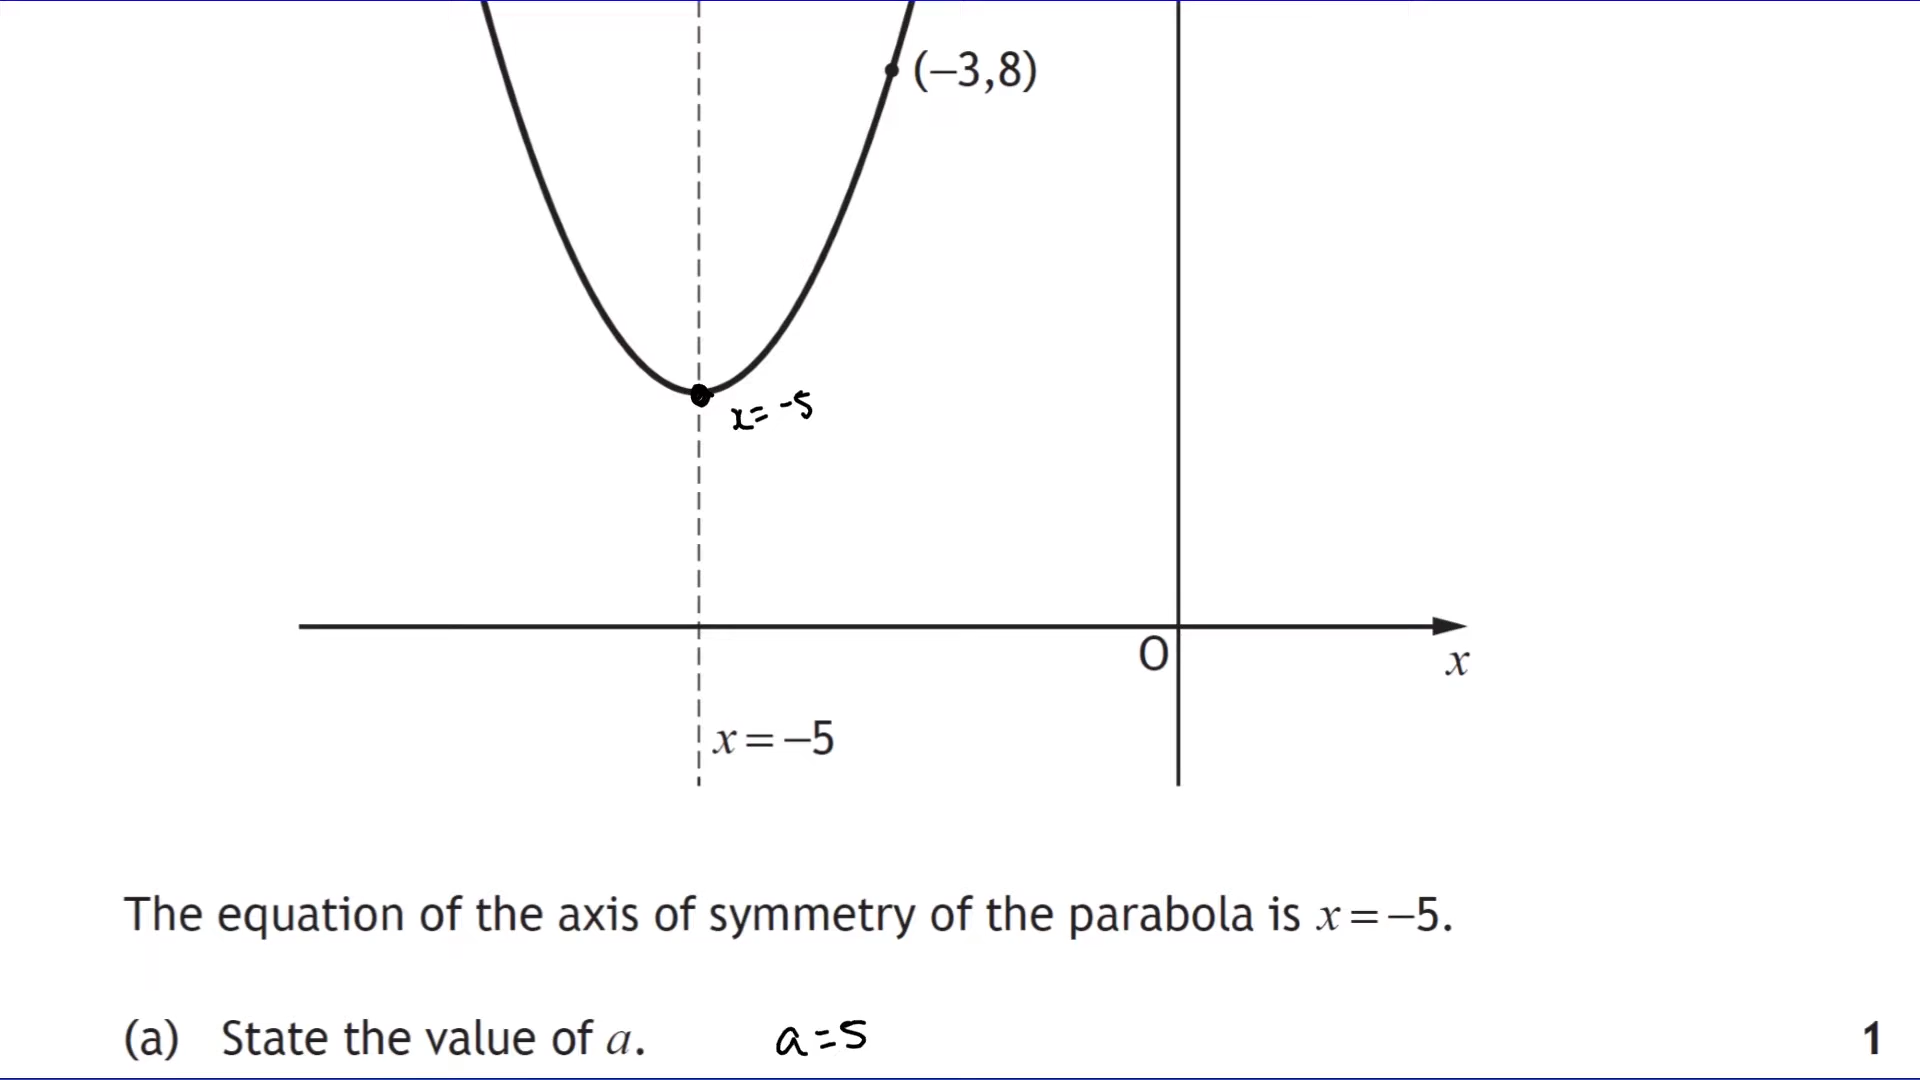 (–3,8)
x= -5
O
x
x=–5
The equation of the axis of symmetry of the parabola is x=–5.
(a) State the value of a. a=5 1